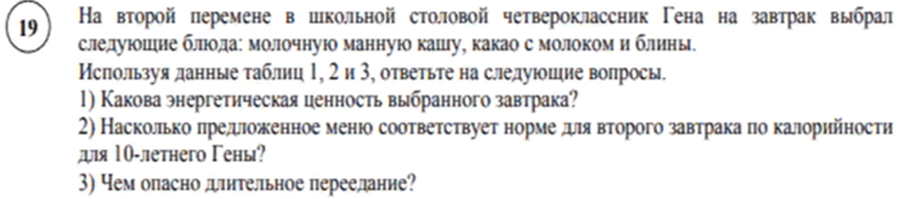 19
На второй перемене в школьной столовой четвероклассник Гена на завтрак выбрал
следующие блюда: молочную манную кашу, какао с молоком и блины.
Используя данные таблиц 1, 2 и 3, ответьте на следующие вопросы.
1) Какова энергетическая ценность выбранного завтрака?
2) Насколько предложенное меню соответствует норме для второго завтрака по калорийности
для 10-летнего Гены?
3) Чем опасно длительное переедание?